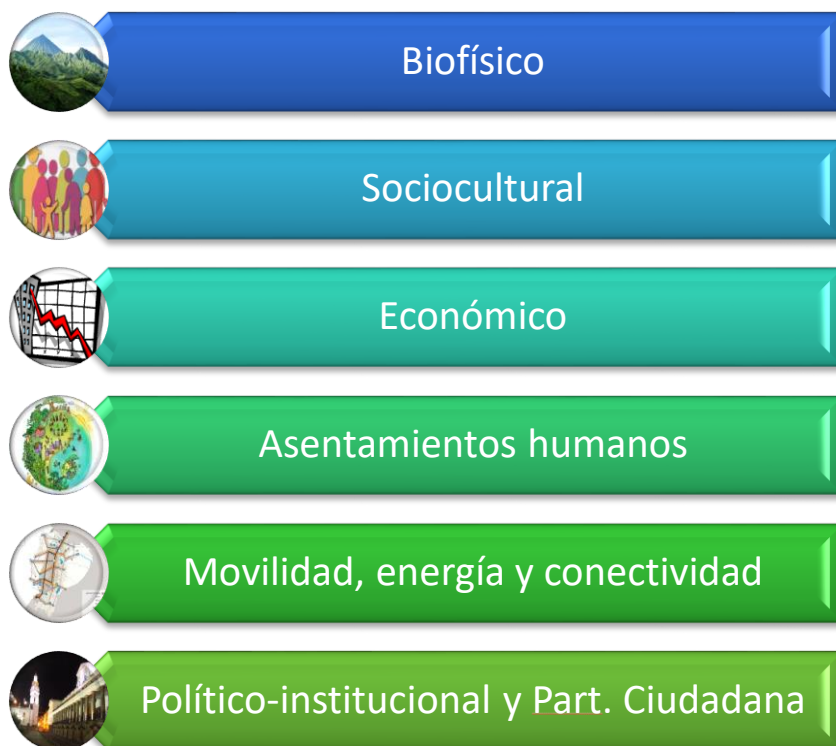 Biofísico
Sociocultural
Económico
Asentamientos humanos
Movilidad, energía y conectividad
Político-institucional y Part. Ciudadana